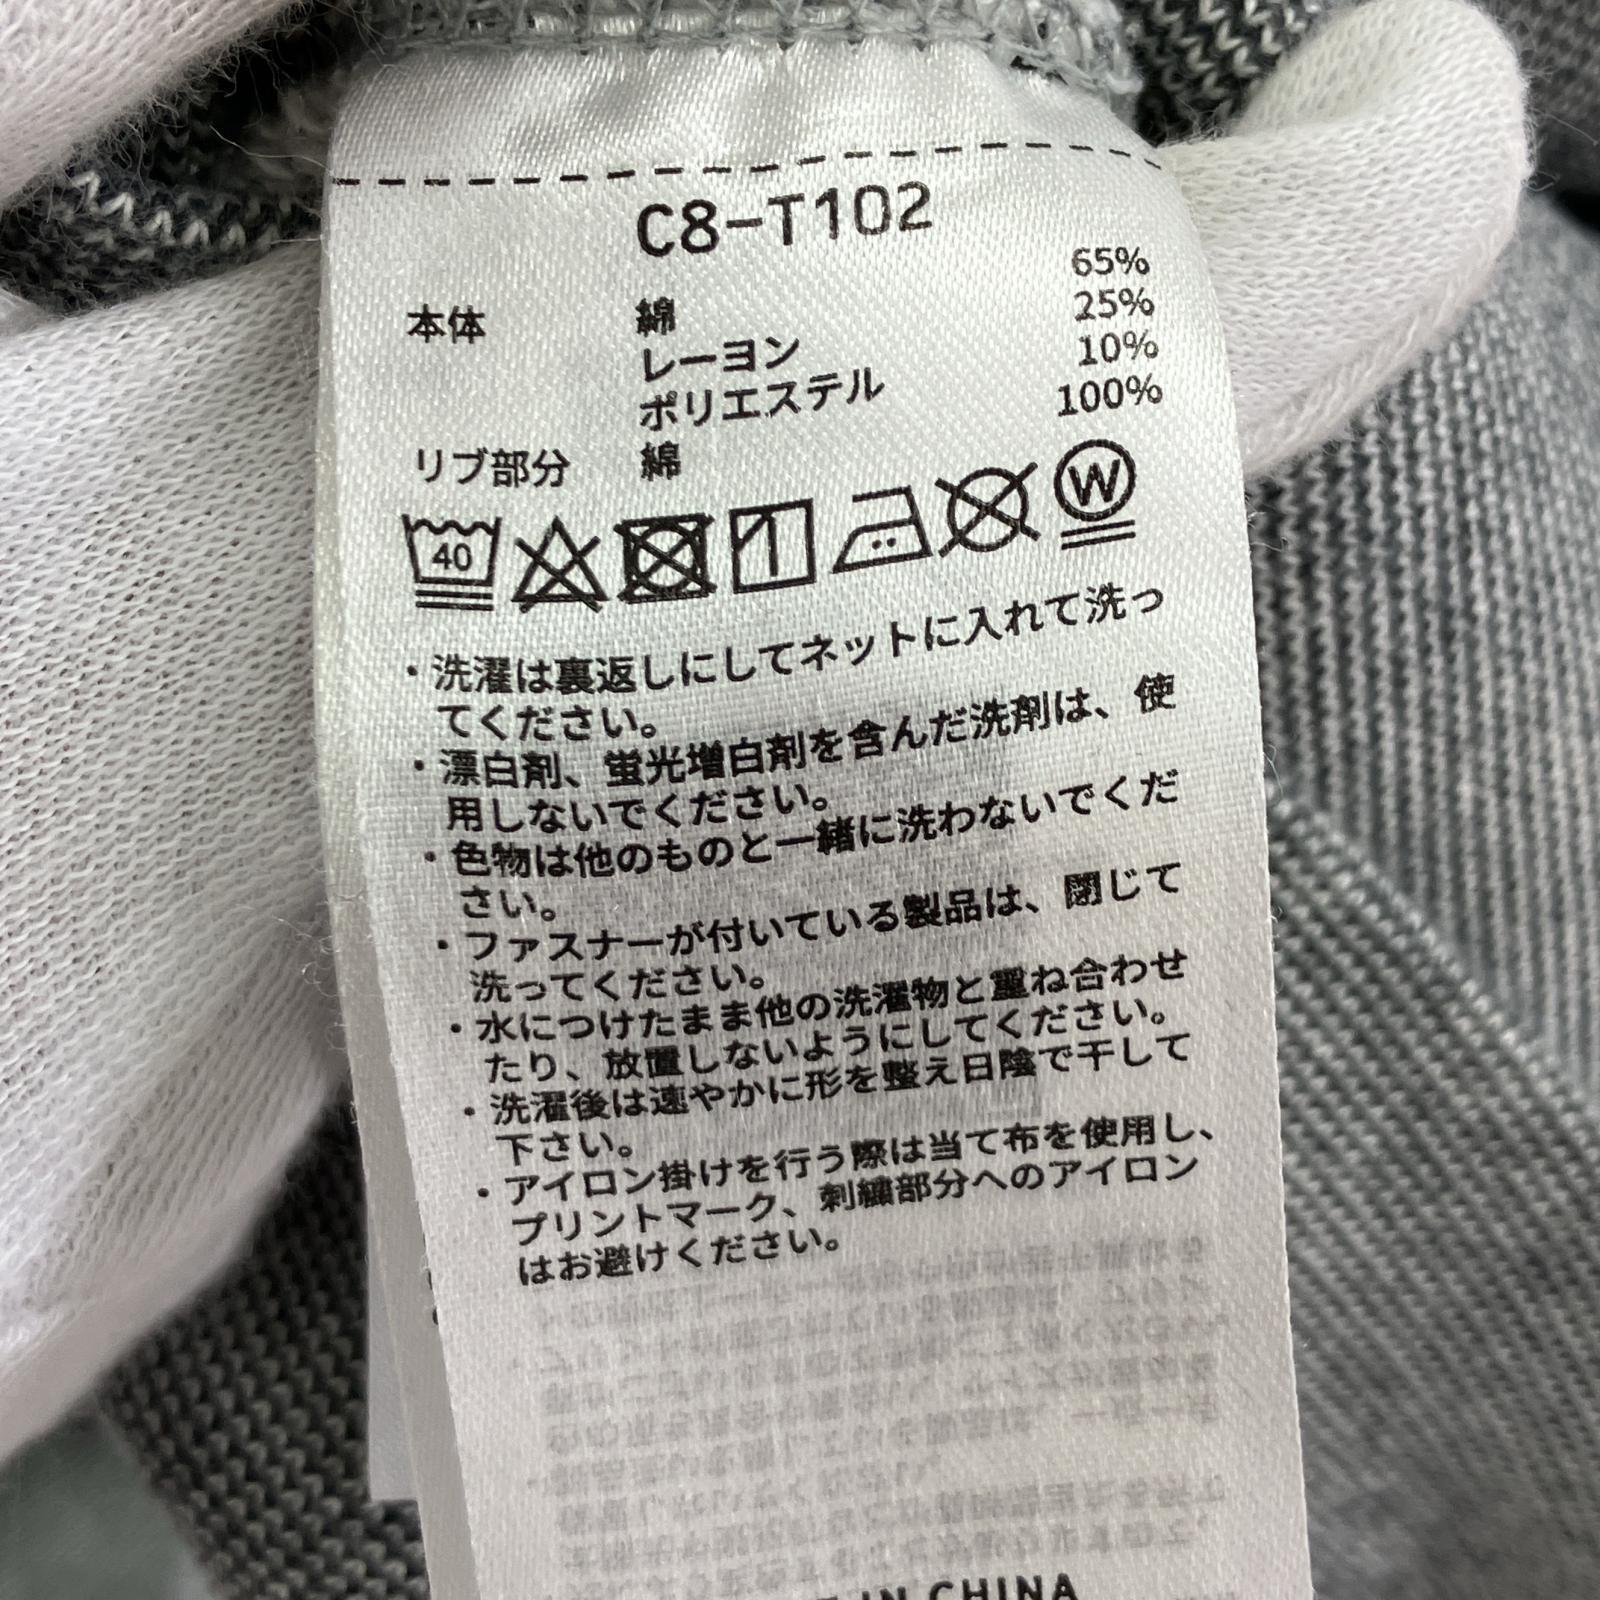 C8-T102
本体 綿 65%
レーヨン 25%
ポリエステル 10%
リブ部分 綿 100%
40
W
・洗濯は裏返しにしてネットに入れて洗っ
てください。
・漂白剤、蛍光増白剤を含んだ洗剤は、使
用しないでください。
・色物は他のものと一緒に洗わないでくだ
さい。
・ファスナーが付いている製品は、閉じて
洗ってください。
・水につけたまま他の洗濯物と重ね合わせ
たり、放置しないようにしてください。
・洗濯後は速やかに形を整え日陰で干して
下さい。
・アイロン掛けを行う際は当て布を使用し、
プリントマーク、刺繍部分へのアイロン
はお避けください。
IN CHINA